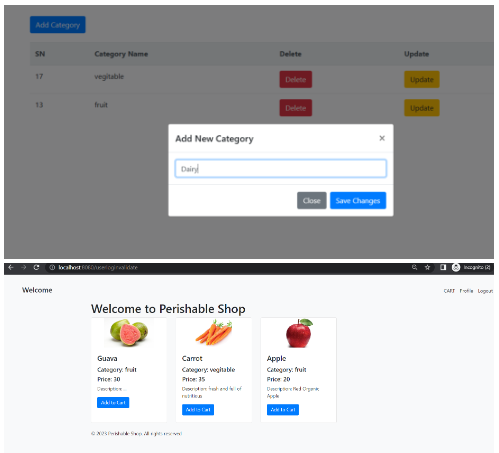 Add Category
SN Category Name Delete Update
17 vegitable Delete Update
13 fruit Delete Update
Add New Category ×
Dairy
Close Save Changes
localhost:8080/userloginvalidate Incognito (2)
Welcome CART Profile Logout
Welcome to Perishable Shop
Guava Carrot Apple
Category: fruit Category: vegitable Category: fruit
Price: 30 Price: 35 Price: 20
Description: Description: fresh and full of Description: Red Organic
nutritious Apple
Add to Cart Add to Cart Add to Cart
© 2023 Perishable Shop. All rights reserved